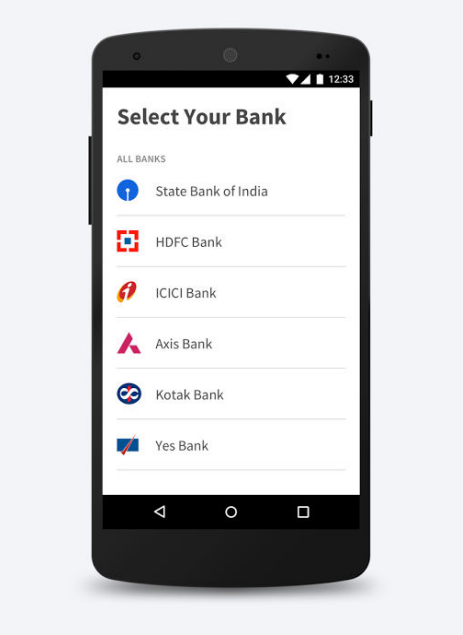 12:33
Select Your Bank
ALL BANKS
State Bank of India
HDFC Bank
ICICI Bank
Axis Bank
Kotak Bank
Yes Bank